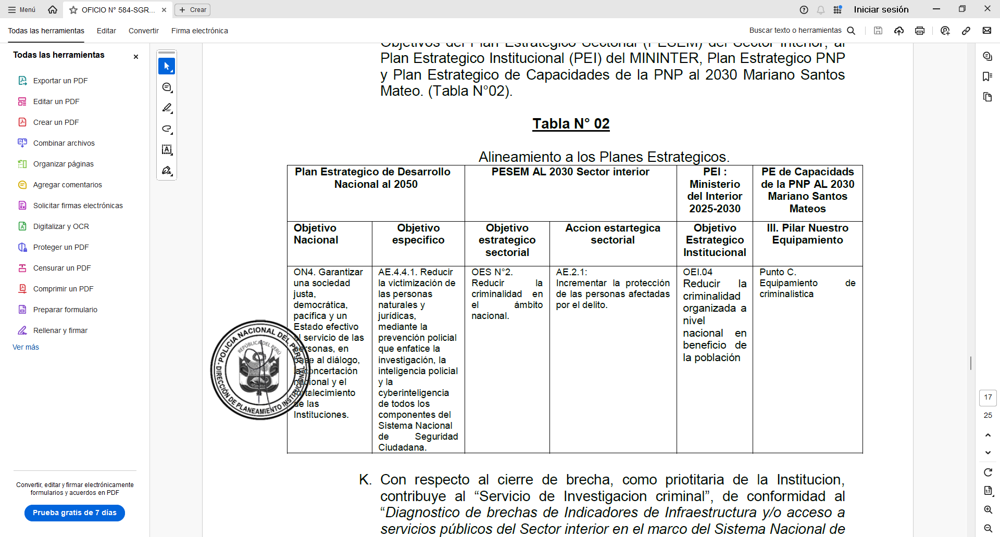 Menú
OFICIO N° 584-SGR...
Crear
Iniciar sesión
Todas las herramientas
Editar
Convertir
Firma electrónica
Buscar texto o herramientas
Todas las herramientas
Exportar un PDF
Editar un PDF
Crear un PDF
Combinar archivos
Organizar páginas
Agregar comentarios
Solicitar firmas electrónicas
Digitalizar y OCR
Proteger un PDF
Censurar un PDF
Comprimir un PDF
Preparar formulario
Rellenar y firmar
Ver más
Convertir, editar y firmar electrónicamente
formularios y acuerdos en PDF
Prueba gratis de 7 días
Objetivos del Plan Estrategico Sectorial (PESEM) del Sector Interior, al
Plan Estrategico Institucional (PEI) del MININTER, Plan Estrategico PNP
y Plan Estrategico de Capacidades de la PNP al 2030 Mariano Santos
Mateo. (Tabla N°02).
Tabla N° 02
Alineamiento a los Planes Estrategicos.
Plan Estrategico de Desarrollo
Nacional al 2050
PESEM AL 2030 Sector interior
PEI :
Ministerio
del Interior
2025-2030
PE de Capacidads
de la PNP AL 2030
Mariano Santos
Mateos
Objetivo
Nacional
Objetivo
especifico
Objetivo
estrategico
sectorial
Accion estartegica
sectorial
Objetivo
Estrategico
Institucional
III. Pilar Nuestro
Equipamiento
ON4. Garantizar
una sociedad
justa,
democrática,
pacífica y un
Estado efectivo
al servicio de las
personas, en
base al diálogo,
la concertación
nacional y el
fortalecimiento
de las
Instituciones.
AE.4.4.1. Reducir
la victimización de
las personas
naturales y
jurídicas,
mediante la
prevención policial
que enfatice la
investigación, la
inteligencia policial
y la
cyberinteligencia
de todos los
componentes del
Sistema Nacional
de Seguridad
Ciudadana.
OES N°2.
Reducir la
criminalidad en
el ámbito
nacional.
AE.2.1:
Incrementar la protección
de las personas afectadas
por el delito.
OEI.04
Reducir la
criminalidad
organizada a
nivel
nacional en
beneficio de
la población
Punto C.
Equipamiento de
criminalistica
POLICIA NACIONAL DEL PERÚ
REPÚBLICA DEL PERÚ
DIRECCIÓN DE PLANEAMIENTO INSTITUCIONAL
K. Con respecto al cierre de brecha, como priotitaria de la Institucion,
contribuye al “Servicio de Investigacion criminal”, de conformidad al
“Diagnostico de brechas de Indicadores de Infraestructura y/o acceso a
servicios públicos del Sector interior en el marco del Sistema Nacional de
17
25